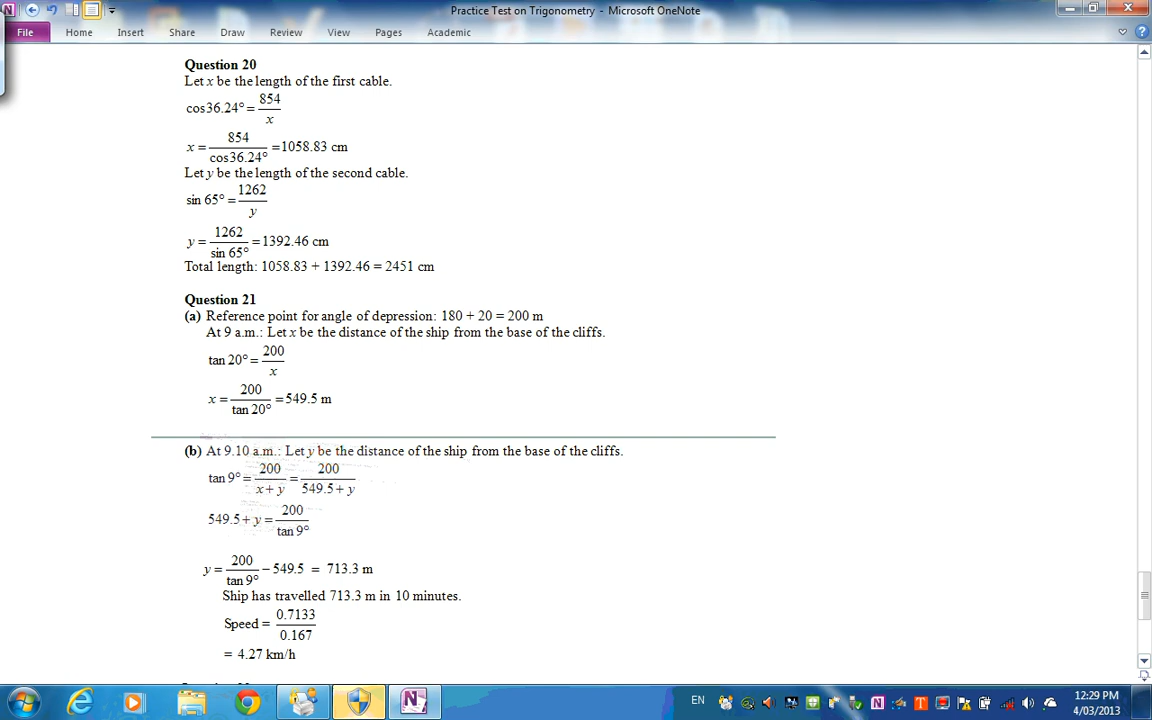 Practice Test on Trigonometry - Microsoft OneNote
File Home Insert Share Draw Review View Pages Academic
Question 20
Let x be the length of the first cable.
cos36.24° = 854/x
x = 854/cos36.24° = 1058.83 cm
Let y be the length of the second cable.
sin 65° = 1262/y
y = 1262/sin 65° = 1392.46 cm
Total length: 1058.83 + 1392.46 = 2451 cm
Question 21
(a) Reference point for angle of depression: 180 + 20 = 200 m
At 9 a.m.: Let x be the distance of the ship from the base of the cliffs.
tan 20° = 200/x
x = 200/tan 20° = 549.5 m
(b) At 9.10 a.m.: Let y be the distance of the ship from the base of the cliffs.
tan 9° = 200/x + y = 200/549.5 + y
549.5 + y = 200/tan 9°
y = 200/tan 9° − 549.5 = 713.3 m
Ship has travelled 713.3 m in 10 minutes.
Speed = 0.7133/0.167
= 4.27 km/h
EN
12:29 PM
4/03/2013